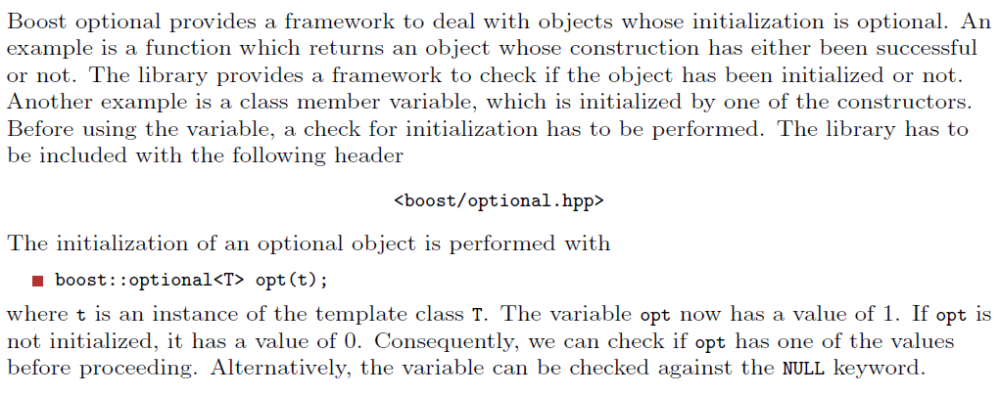 Boost optional provides a framework to deal with objects whose initialization is optional. An
example is a function which returns an object whose construction has either been successful
or not. The library provides a framework to check if the object has been initialized or not.
Another example is a class member variable, which is initialized by one of the constructors.
Before using the variable, a check for initialization has to be performed. The library has to
be included with the following header
<boost/optional.hpp>
The initialization of an optional object is performed with
■ boost::optional<T> opt(t);
where t is an instance of the template class T. The variable opt now has a value of 1. If opt is
not initialized, it has a value of 0. Consequently, we can check if opt has one of the values
before proceeding. Alternatively, the variable can be checked against the NULL keyword.